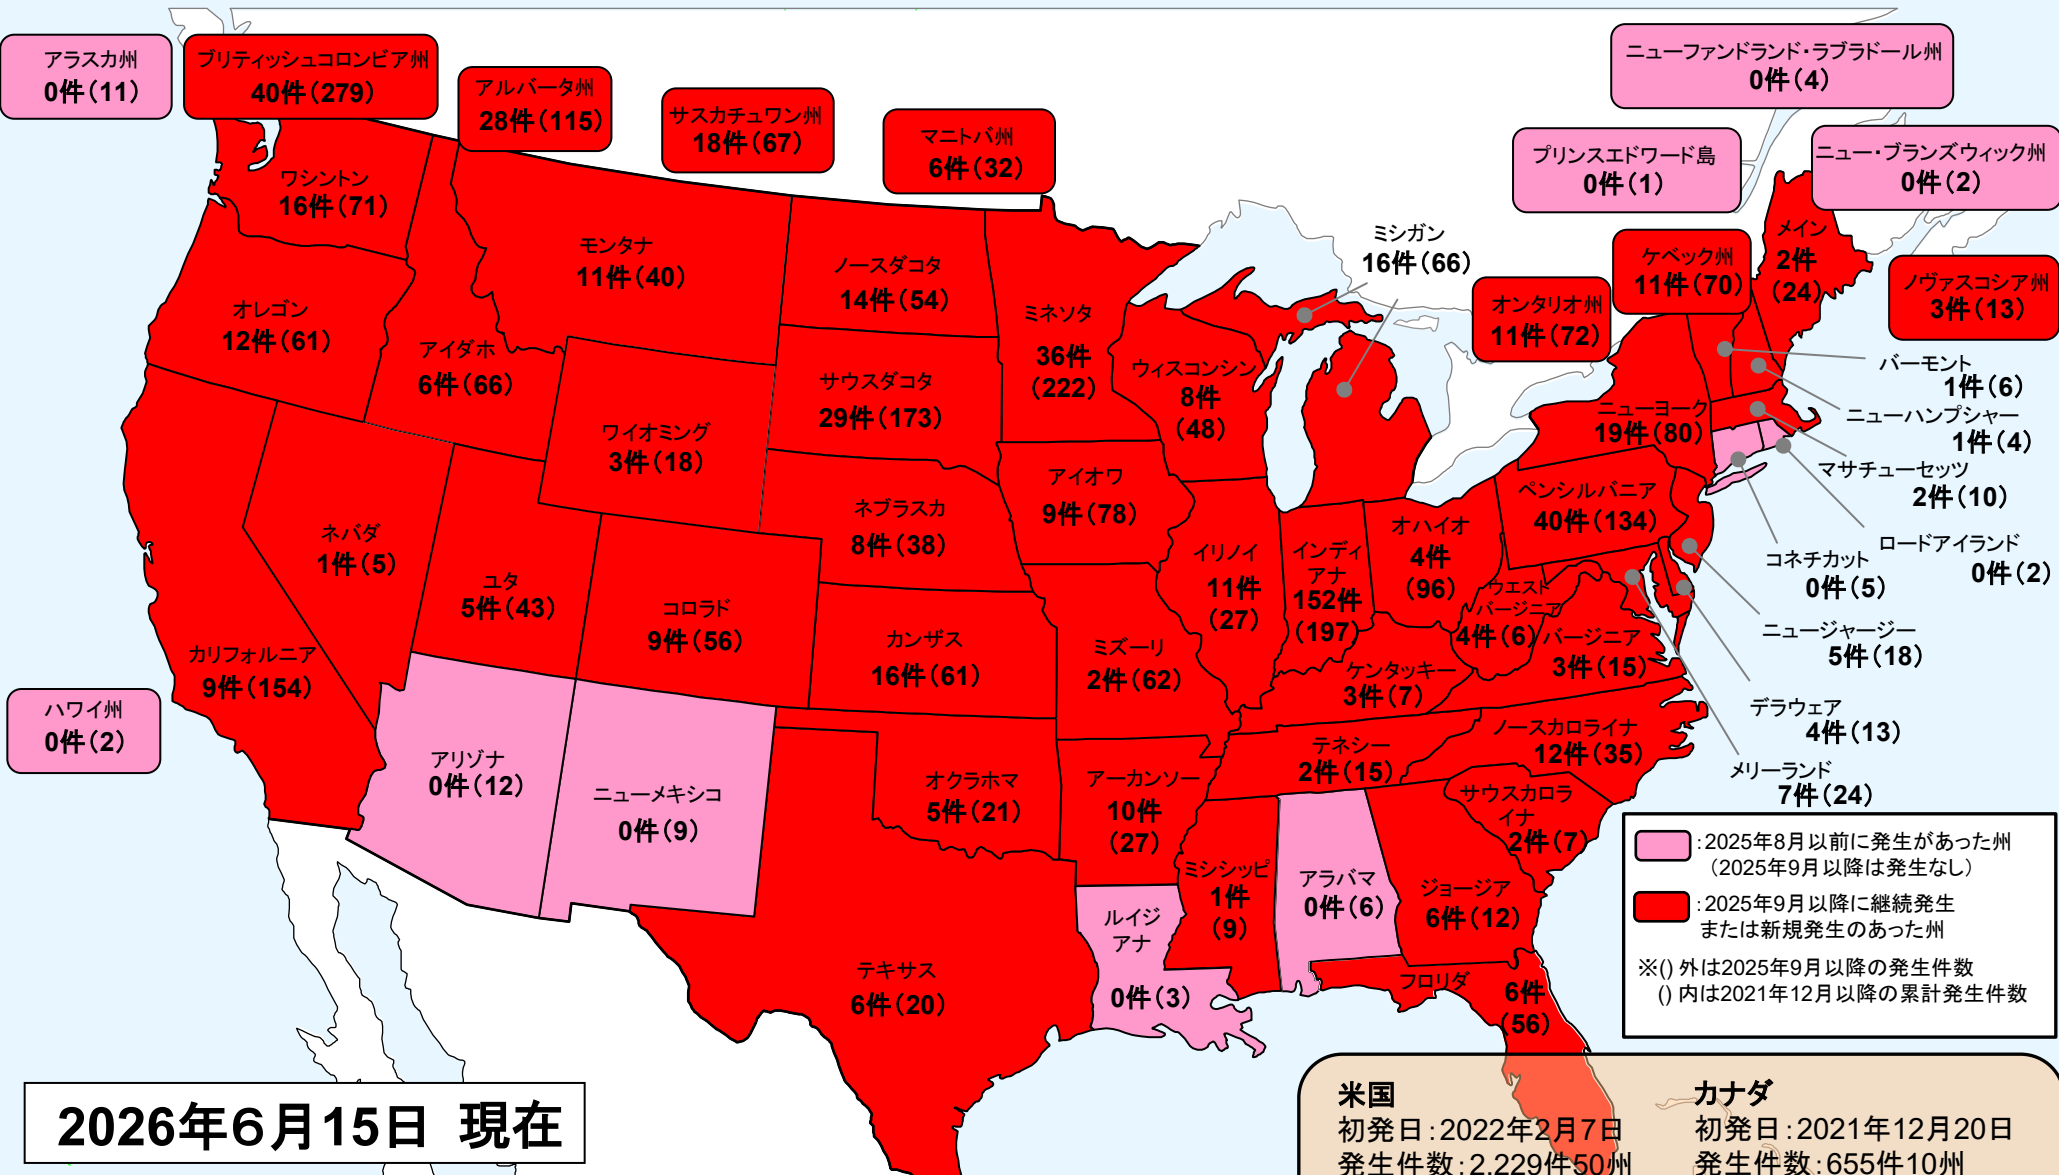 アラスカ州
0件(11)
ブリティッシュコロンビア州
40件(279)
アルバータ州
28件(115)
サスカチュワン州
18件(67)
マニトバ州
6件(32)
ニューファンドランド・ラブラドール州
0件(4)
プリンスエドワード島
0件(1)
ニュー・ブランズウィック州
0件(2)
ケベック州
11件(70)
オンタリオ州
11件(72)
ノヴァスコシア州
3件(13)
メイン
2件
(24)
ワシントン
16件(71)
モンタナ
11件(40)
ノースダコタ
14件(54)
ミネソタ
36件
(222)
ミシガン
16件(66)
オレゴン
12件(61)
アイダホ
6件(66)
サウスダコタ
29件(173)
ウィスコンシン
8件
(48)
ワイオミング
3件(18)
ニューヨーク
19件(80)
バーモント
1件(6)
ニューハンプシャー
1件(4)
マサチューセッツ
2件(10)
ロードアイランド
0件(2)
コネチカット
0件(5)
ニュージャージー
5件(18)
デラウェア
4件(13)
メリーランド
7件(24)
ネバダ
1件(5)
ユタ
5件(43)
コロラド
9件(56)
ネブラスカ
8件(38)
アイオワ
9件(78)
イリノイ
11件
(27)
インディ
アナ
152件
(197)
オハイオ
4件
(96)
ペンシルバニア
40件(134)
ウエスト
バージニア
4件(6)
バージニア
3件(15)
カリフォルニア
9件(154)
カンザス
16件(61)
ミズーリ
2件(62)
ケンタッキー
3件(7)
ハワイ州
0件(2)
アリゾナ
0件(12)
ニューメキシコ
0件(9)
オクラホマ
5件(21)
アーカンソー
10件
(27)
テネシー
2件(15)
ノースカロライナ
12件(35)
サウスカロラ
イナ
2件(7)
テキサス
6件(20)
ルイジ
アナ
0件(3)
ミシシッピ
1件
(9)
アラバマ
0件(6)
ジョージア
6件(12)
フロリダ
6件
(56)
:2025年8月以前に発生があった州
(2025年9月以降は発生なし)
:2025年9月以降に継続発生
または新規発生のあった州
※() 外は2025年9月以降の発生件数
() 内は2021年12月以降の累計発生件数
2026年6月15日 現在
米国
初発日:2022年2月7日
発生件数:2,229件50州
カナダ
初発日:2021年12月20日
発生件数:655件10州